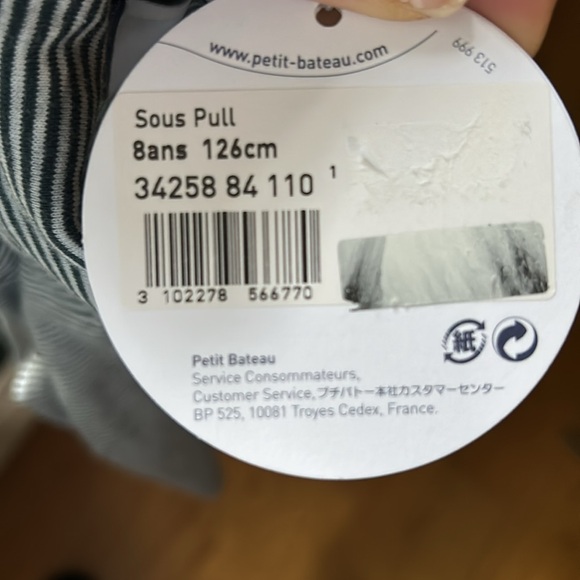 www.petit-bateau.com
513 999
Sous Pull
8ans 126cm
34258 84 110 1
3 102278 566770
紙
Petit Bateau
Service Consommateurs,
Customer Service, プチバトー本社カスタマーセンター
BP 525, 10081 Troyes Cedex, France.